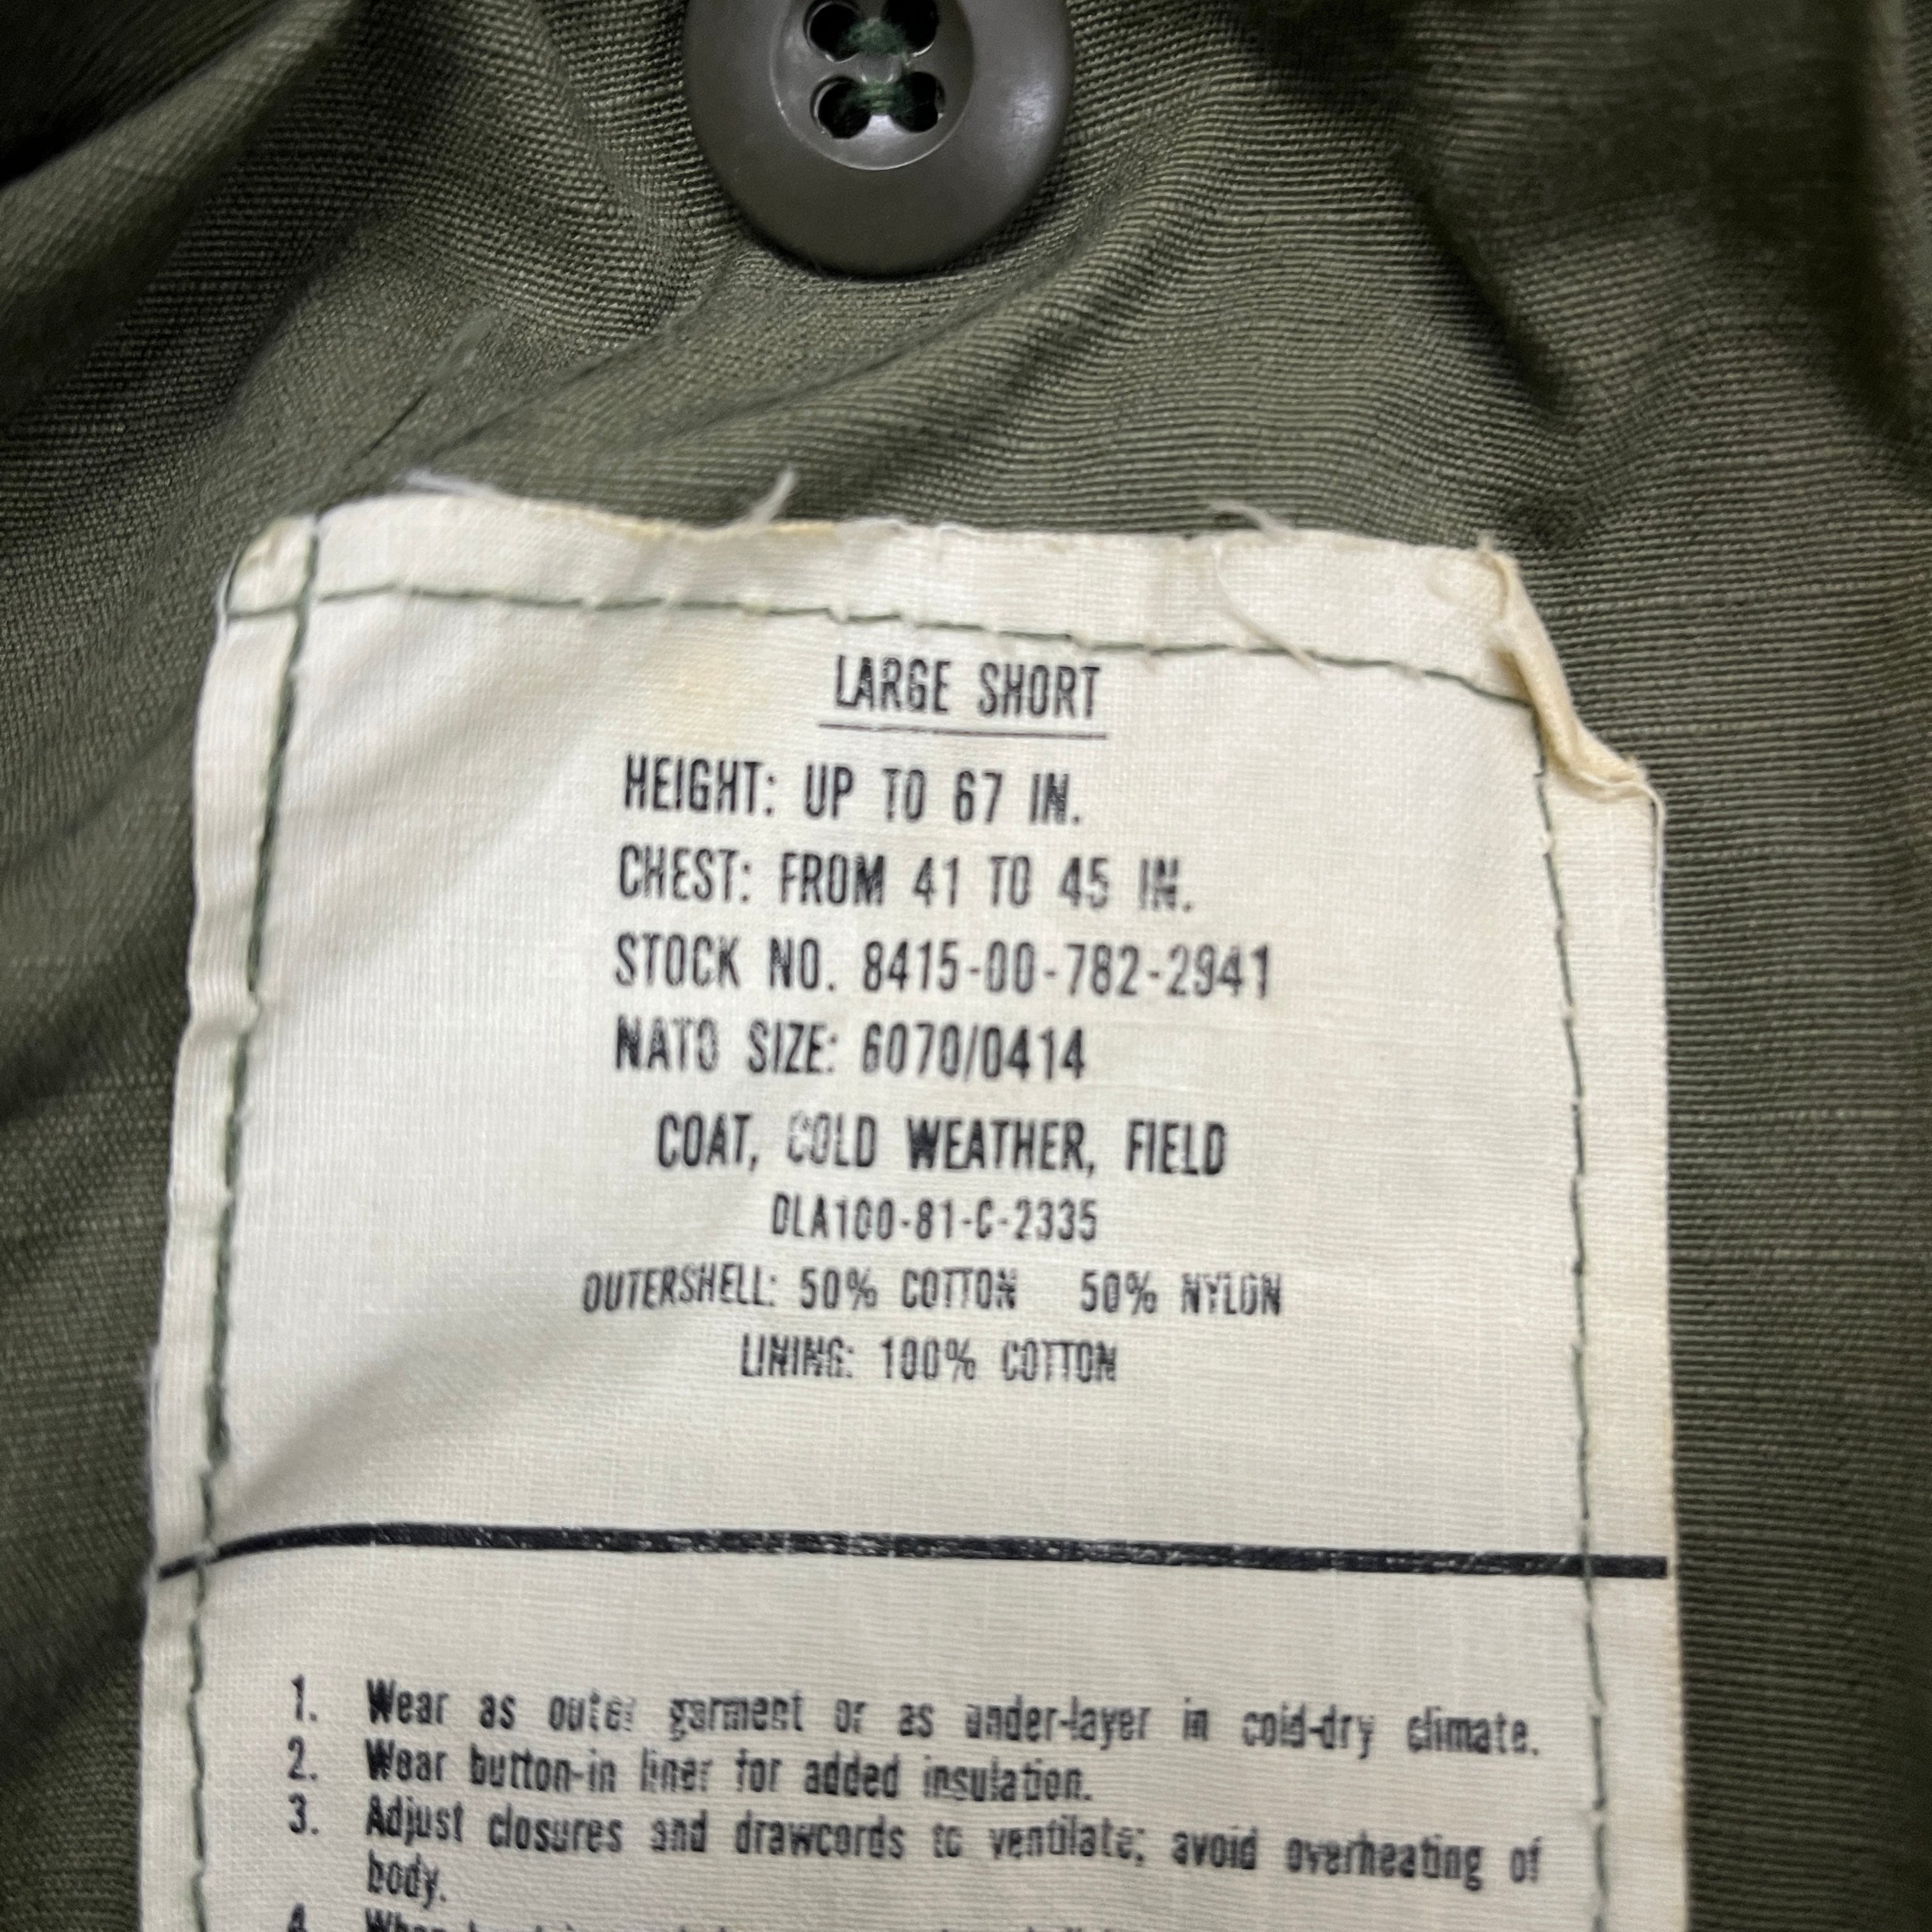 LARGE SHORT
HEIGHT: UP TO 67 IN.
CHEST: FROM 41 TO 45 IN.
STOCK NO. 8415-00-782-2941
NATO SIZE: 6070/0414
COAT, COLD WEATHER, FIELD
DLA100-81-C-2335
OUTERSHELL: 50% COTTON 50% NYLON
LINING: 100% COTTON
1. Wear as outer garment or as under-layer in cold-dry climate.
2. Wear button-in liner for added insulation.
3. Adjust closures and drawcords to ventilate; avoid overheating of
body.
4. When